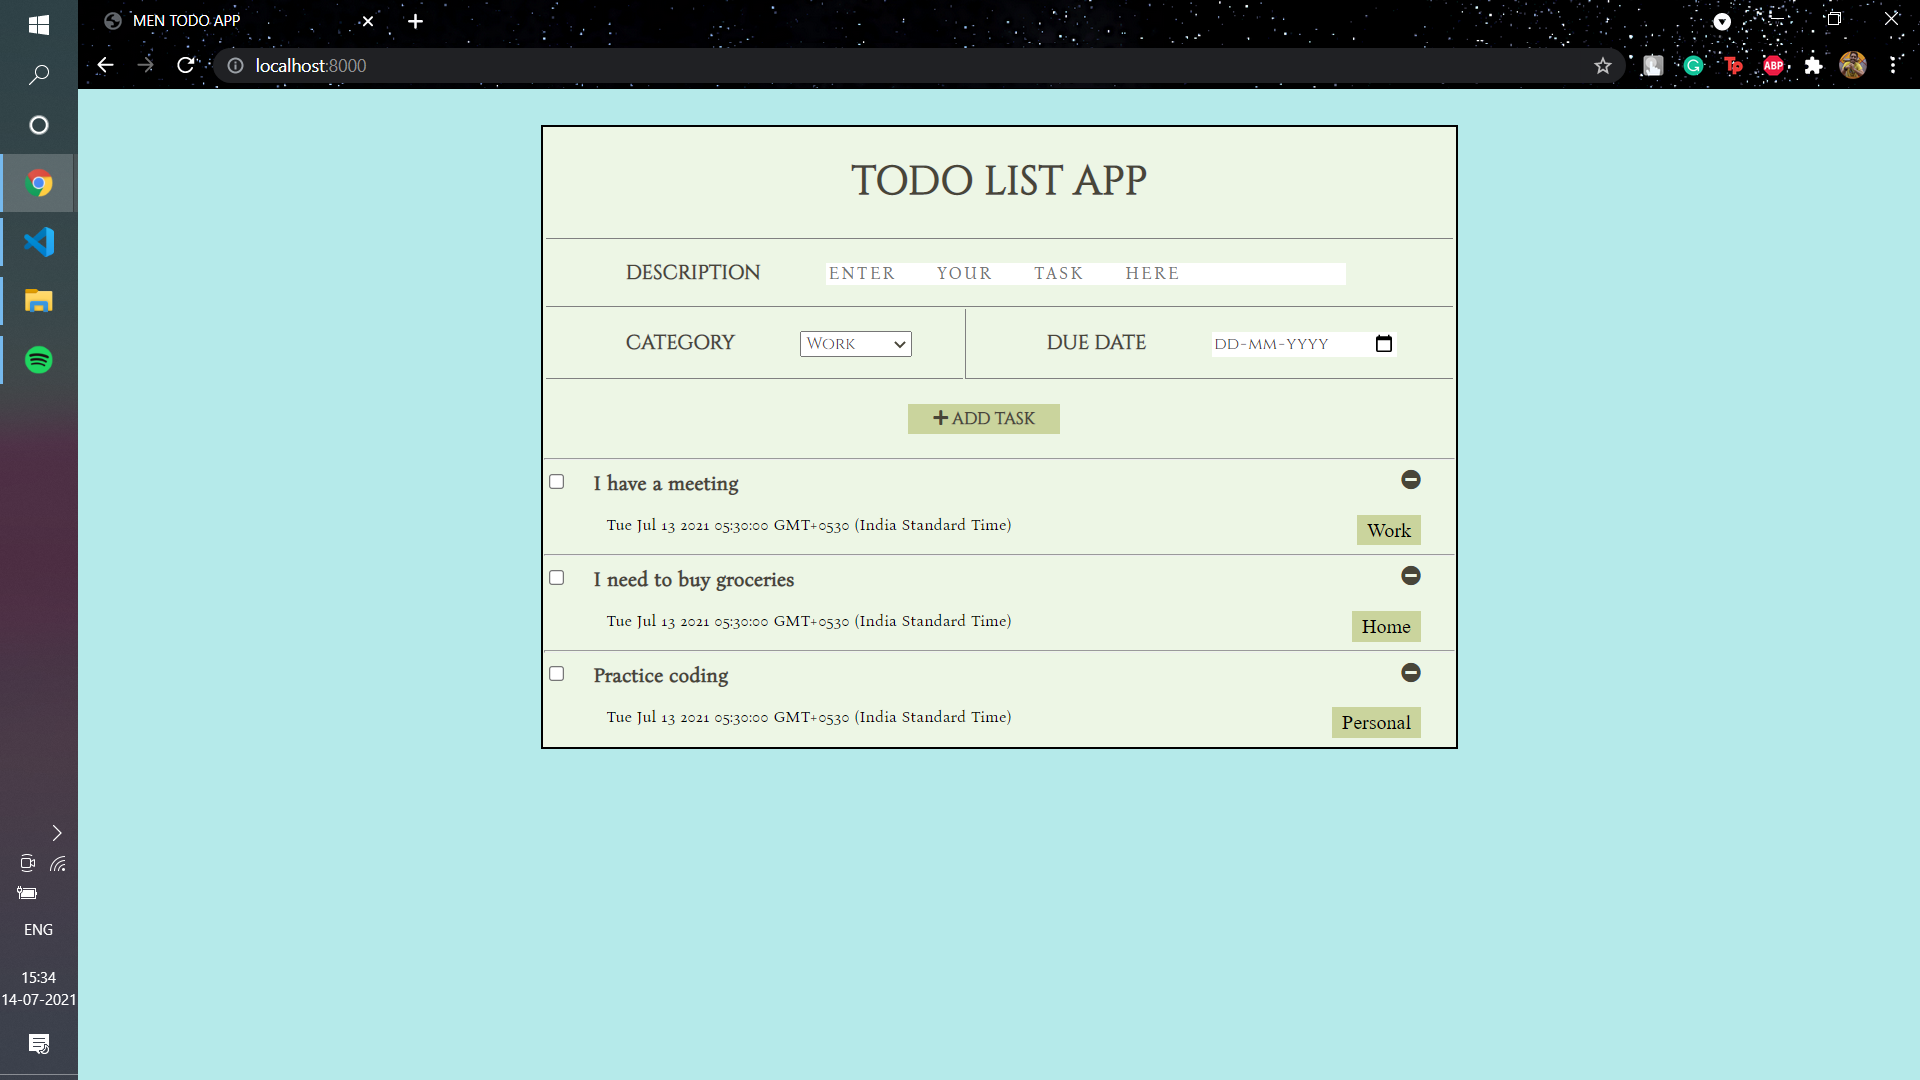 MEN TODO APP
localhost:8000
TODO LIST APP
DESCRIPTION ENTER YOUR TASK HERE
CATEGORY WORK DUE DATE DD-MM-YYYY
ADD TASK
I have a meeting
Tue Jul 13 2021 05:30:00 GMT+0530 (India Standard Time)
Work
I need to buy groceries
Tue Jul 13 2021 05:30:00 GMT+0530 (India Standard Time)
Home
Practice coding
Tue Jul 13 2021 05:30:00 GMT+0530 (India Standard Time)
Personal
ENG
15:34
14-07-2021
Tp
ABP